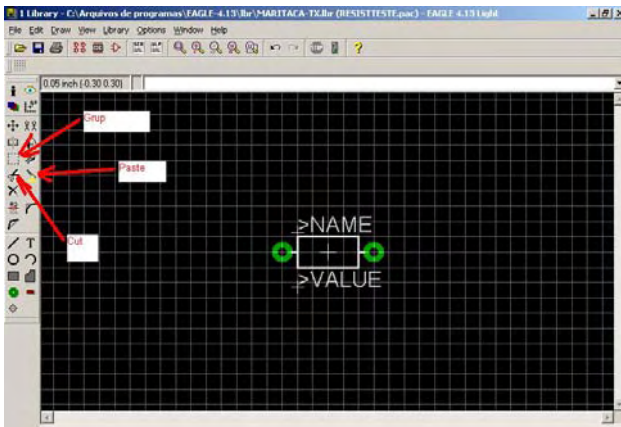 1 Library - C:\Arquivos de programas\EAGLE-4.13\lbr\MARITACA-TX.lbr (RESISTTESTE.pac) - EAGLE 4.13 Light
File Edit Draw View Library Options Window Help
0.05 inch (-0.30 0.30)
Grup
Paste
Cut
>NAME
>VALUE